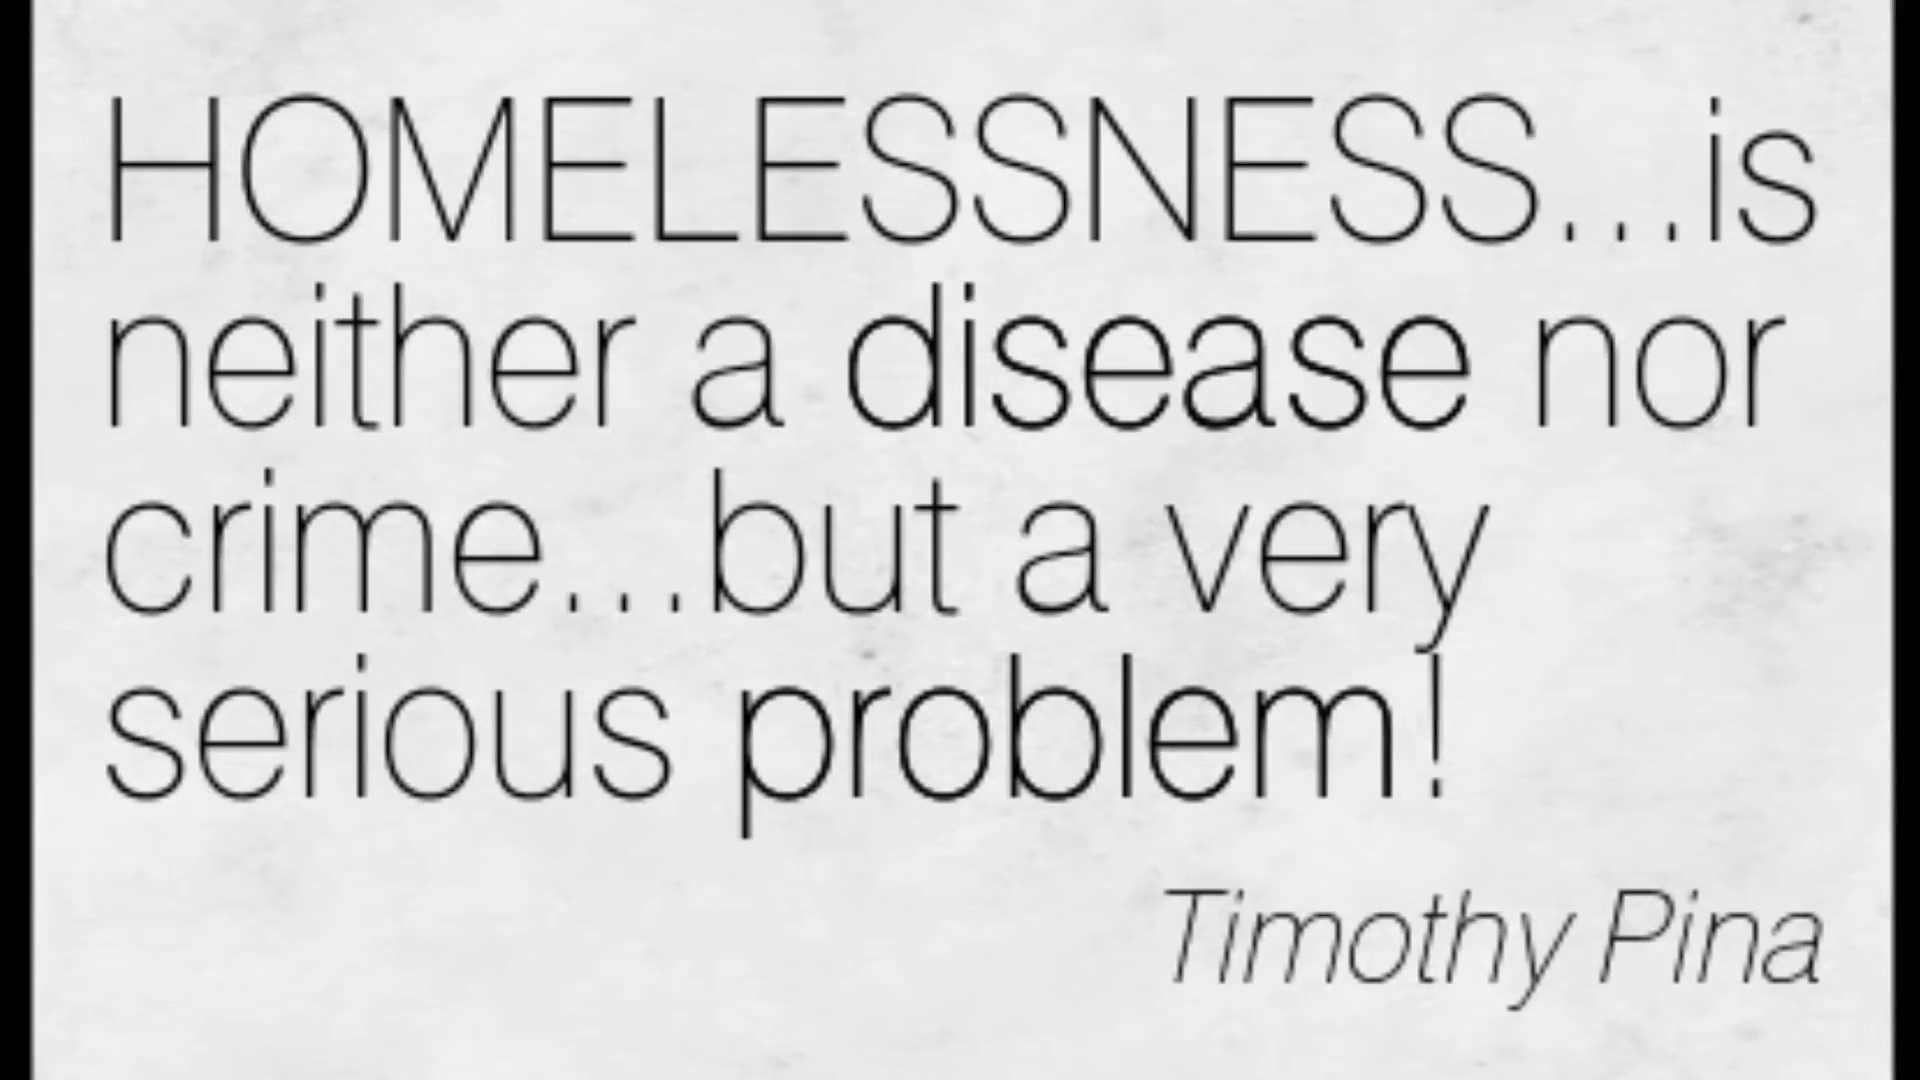 HOMELESSNESS...is
neither a disease nor
crime...but a very
serious problem!
Timothy Pina